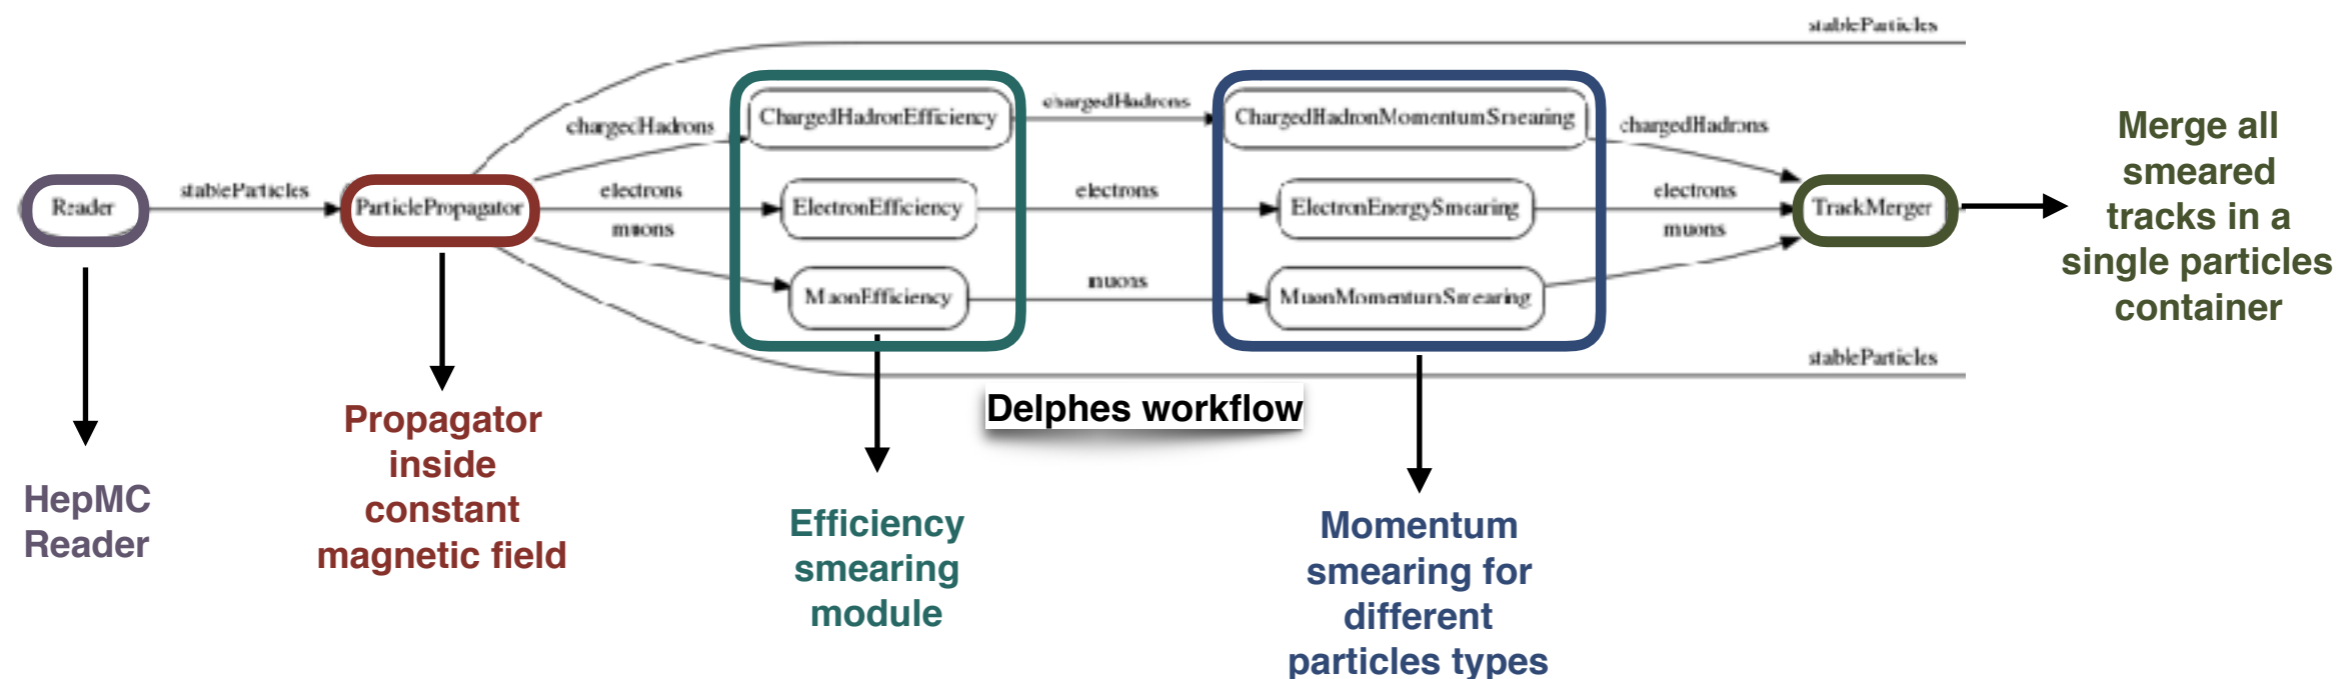 stableParticles
chargedHadrons
ChargedHadronEfficiency
chargedHadrons
ChargedHadronMomentumSmearing
chargedHadrons
Reader
stableParticles
ParticlePropagator
electrons
ElectronEfficiency
electrons
ElectronEnergySmearing
electrons
TrackMerger
muons
MuonEfficiency
muons
MuonMomentumSmearing
muons
stableParticles
Merge all
smeared
tracks in a
single particles
container
Delphes workflow
HepMC
Reader
Propagator
inside
constant
magnetic field
Efficiency
smearing
module
Momentum
smearing for
different
particles types